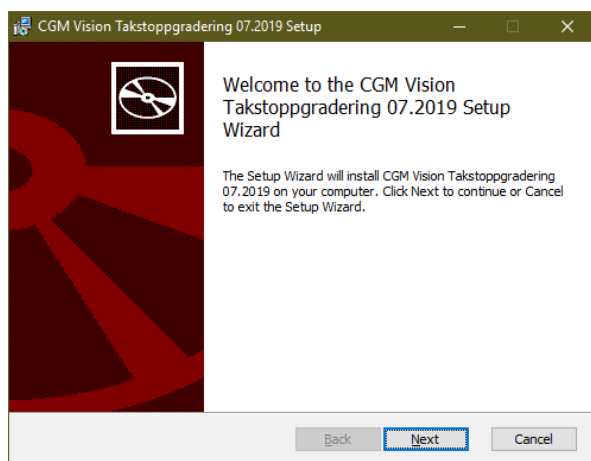 CGM Vision Takstoppgradering 07.2019 Setup
Welcome to the CGM Vision
Takstoppgradering 07.2019 Setup
Wizard
The Setup Wizard will install CGM Vision Takstoppgradering
07.2019 on your computer. Click Next to continue or Cancel
to exit the Setup Wizard.
Back Next Cancel